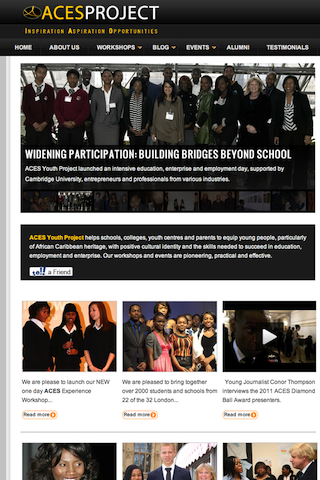 ACESPROJECT
INSPIRATION ASPIRATION OPPORTUNITIES
HOME ABOUT US WORKSHOPS BLOG EVENTS ALUMNI TESTIMONIALS
WIDENING PARTICIPATION: BUILDING BRIDGES BEYOND SCHOOL
ACES Youth Project launched an intensive education, enterprise and employment day, supported by
Cambridge University, entrepreneurs and professionals from various industries.
ACES Youth Project helps schools, colleges, youth centres and parents to equip young people, particularly
of African Caribbean heritage, with positive cultural identity and the skills needed to succeed in education,
employment and enterprise. Our workshops and events are pioneering, practical and effective.
tell a Friend
We are please to launch our NEW
one day ACES Experience
Workshop...
Read more
We are pleased to bring together
over 2000 students and schools from
22 of the 32 London...
Read more
Young Journalist Conor Thompson
interviews the 2011 ACES Diamond
Ball Award presenters.
Read more